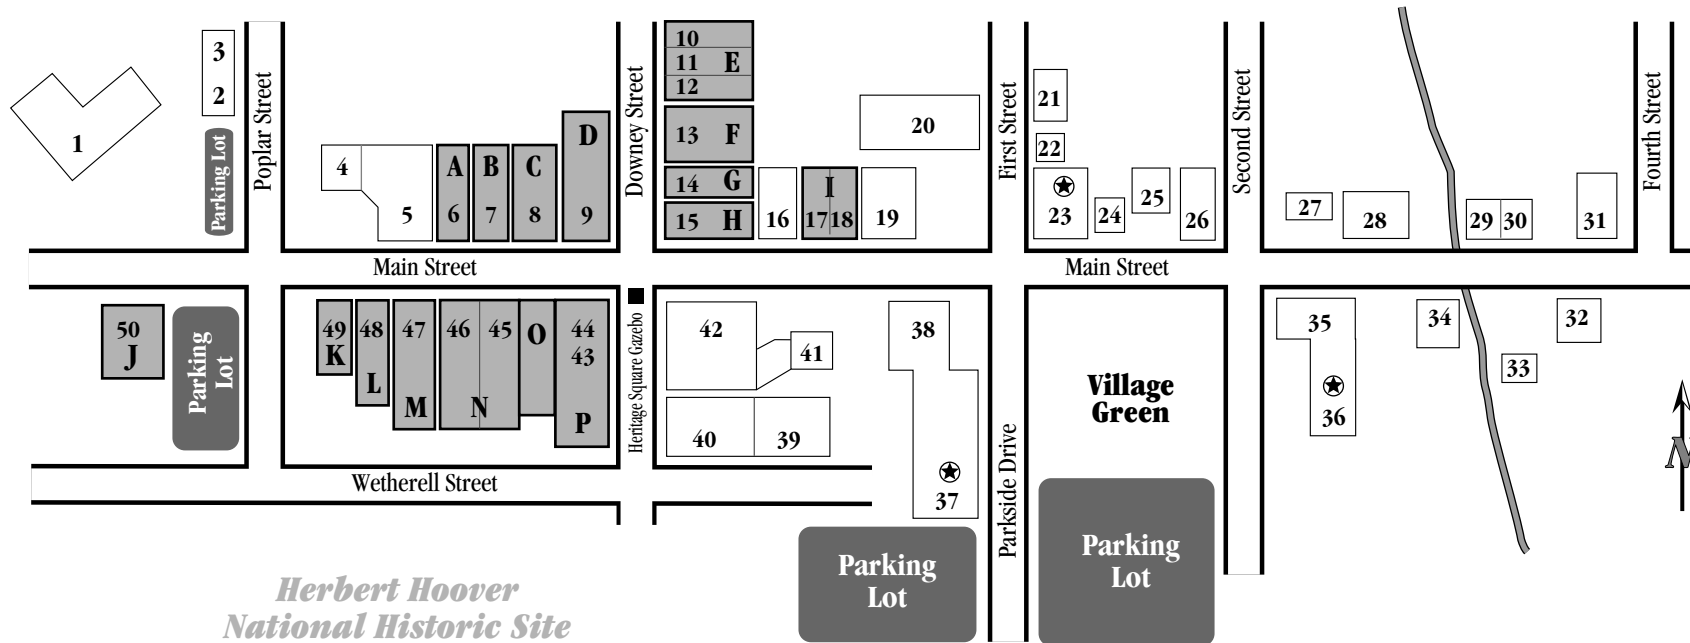 10
11
E
12
3
2
1
Parking Lot
Poplar Street
D
Downey Street
13
F
20
First Street
21
22
Second Street
Fourth Street
4
5
A
6
B
7
C
8
9
14
G
15
H
16
I
17
18
19
23
24
25
26
27
28
29
30
31
Main Street
Main Street
50
J
Parking
Lot
49
K
48
L
47
M
46
45
N
O
44
43
P
Heritage Square Gazebo
42
41
40
39
38
37
Parkside Drive
Village
Green
35
36
34
33
32
N
Wetherell Street
Parking
Lot
Parking
Lot
Herbert Hoover
National Historic Site